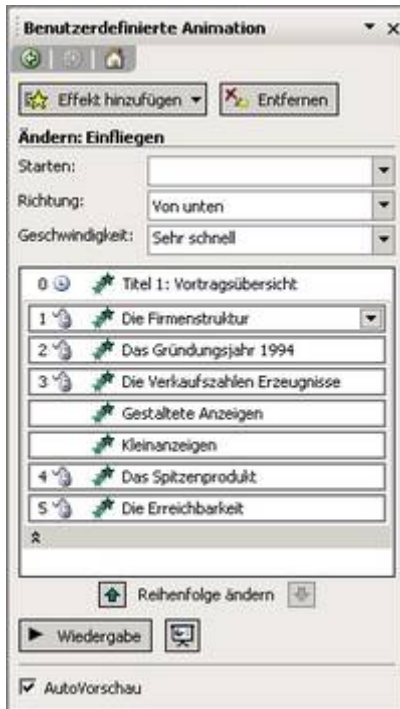 Benutzerdefinierte Animation
Effekt hinzufügen Entfernen
Ändern: Einfliegen
Starten:
Richtung: Von unten
Geschwindigkeit: Sehr schnell
0 Titel 1: Vortragsübersicht
1 Die Firmenstruktur
2 Das Gründungsjahr 1994
3 Die Verkaufszahlen Erzeugnisse
Gestaltete Anzeigen
Kleinanzeigen
4 Das Spitzenprodukt
5 Die Erreichbarkeit
Reihenfolge ändern
Wiedergabe
AutoVorschau